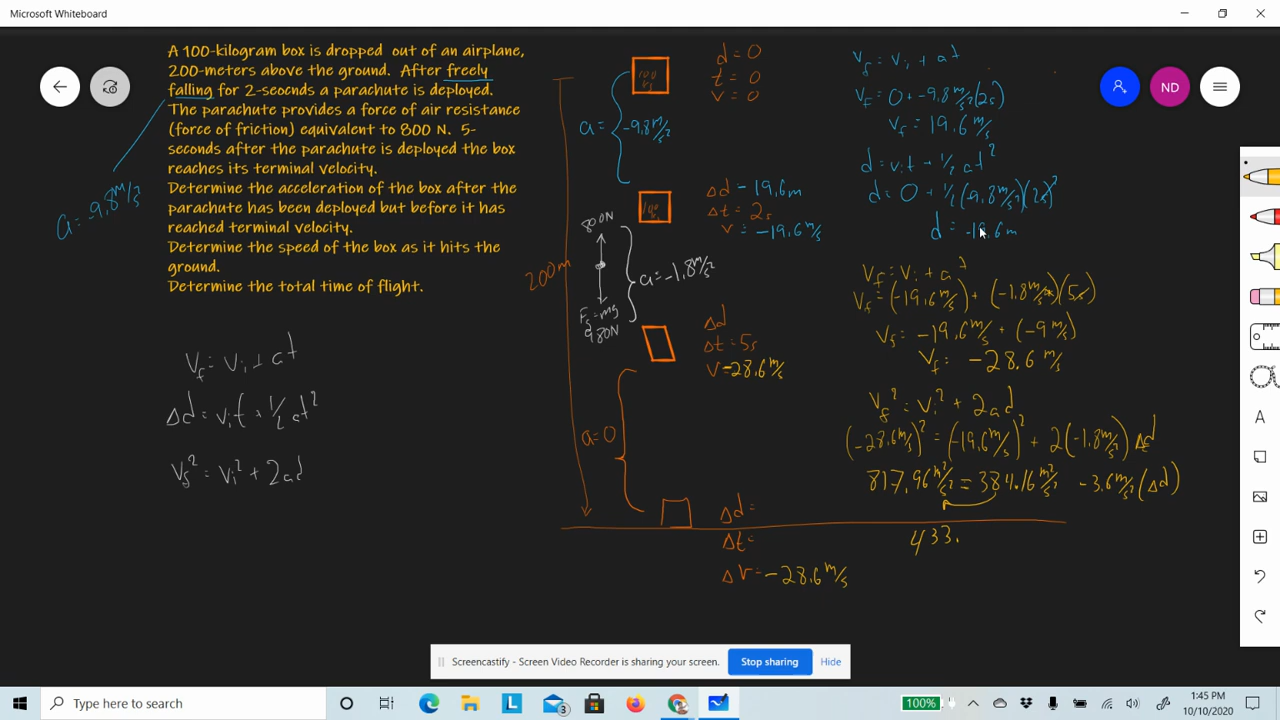 Microsoft Whiteboard
A 100-kilogram box is dropped out of an airplane,
200-meters above the ground. After freely
falling for 2-seocnds a parachute is deployed.
The parachute provides a force of air resistance
(force of friction) equivalent to 800 N. 5-
seconds after the parachute is deployed the box
reaches its terminal velocity.
Determine the acceleration of the box after the
parachute has been deployed but before it has
reached terminal velocity.
Determine the speed of the box as it hits the
ground.
Determine the total time of flight.
a= -9.8 m/s²
Vf = Vi + at
Δd = vit + 1/2 at²
Vf² = Vi² + 2ad
200m
a= -9.8 m/s²
800N
Fg=mg
980N
a=-1.8 m/s²
a=0
100
d=0
t=0
v=0
Δd -19.6m
Δt = 2s
v = -19.6 m/s
Δd
Δt = 5s
v=-28.6 m/s
Δd=
Δt=
ΔV= -28.6 m/s
Vf = Vi + at
Vf = 0 + -9.8 m/s²(2s)
Vf = 19.6 m/s
d = vit + 1/2 at²
d = 0 + 1/2(-9.8 m/s²)(2s)²
d = -19.6m
Vf = Vi + at
Vf = (-19.6 m/s) + (-1.8 m/s²)(5s)
Vf = -19.6 m/s + (-9 m/s)
Vf = -28.6 m/s
Vf² = Vi² + 2ad
(-28.6 m/s)² = (-19.6 m/s)² + 2(-1.8 m/s²) Δd
817.96 m²/s² = 384.16 m²/s² -3.6 m/s² (Δd)
433.
ND
A
Screencastify - Screen Video Recorder is sharing your screen.
Stop sharing
Hide
Type here to search
L
3
100%
1:45 PM
10/10/2020